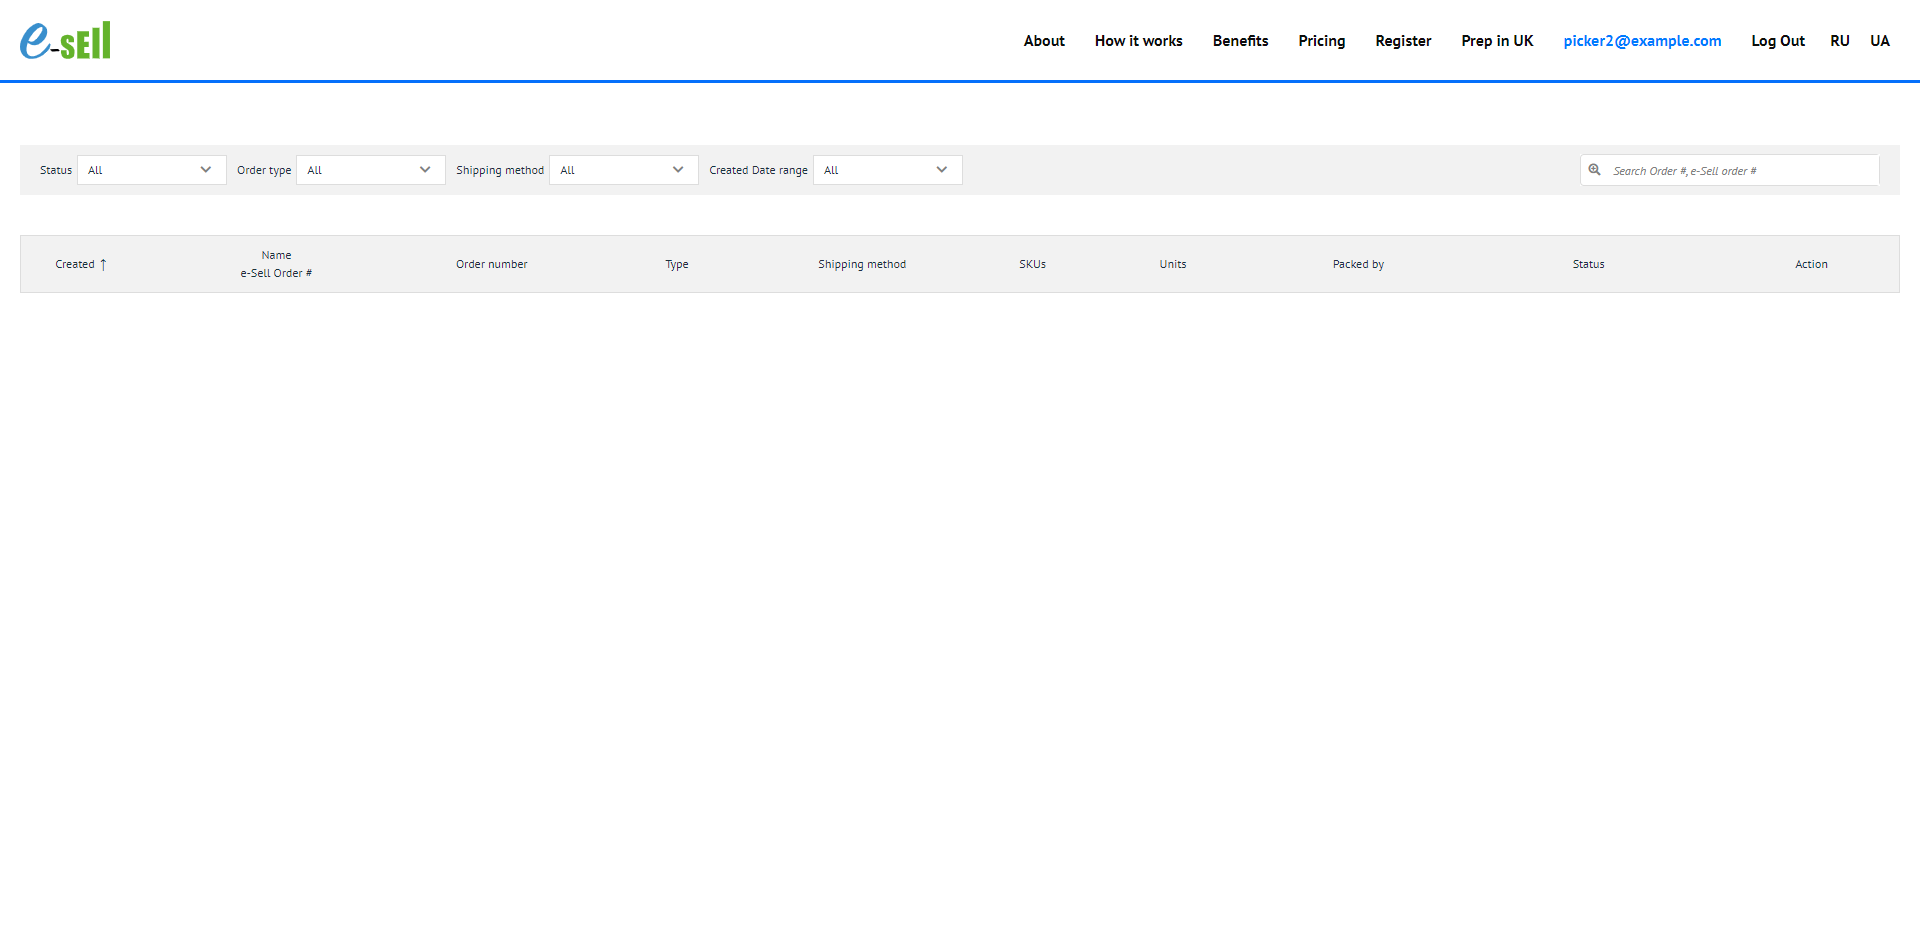 e-sEll
About How it works Benefits Pricing Register Prep in UK picker2@example.com Log Out RU UA
Status All Order type All Shipping method All Created Date range All Search Order #, e-Sell order #
Created ↑ Name e-Sell Order # Order number Type Shipping method SKUs Units Packed by Status Action